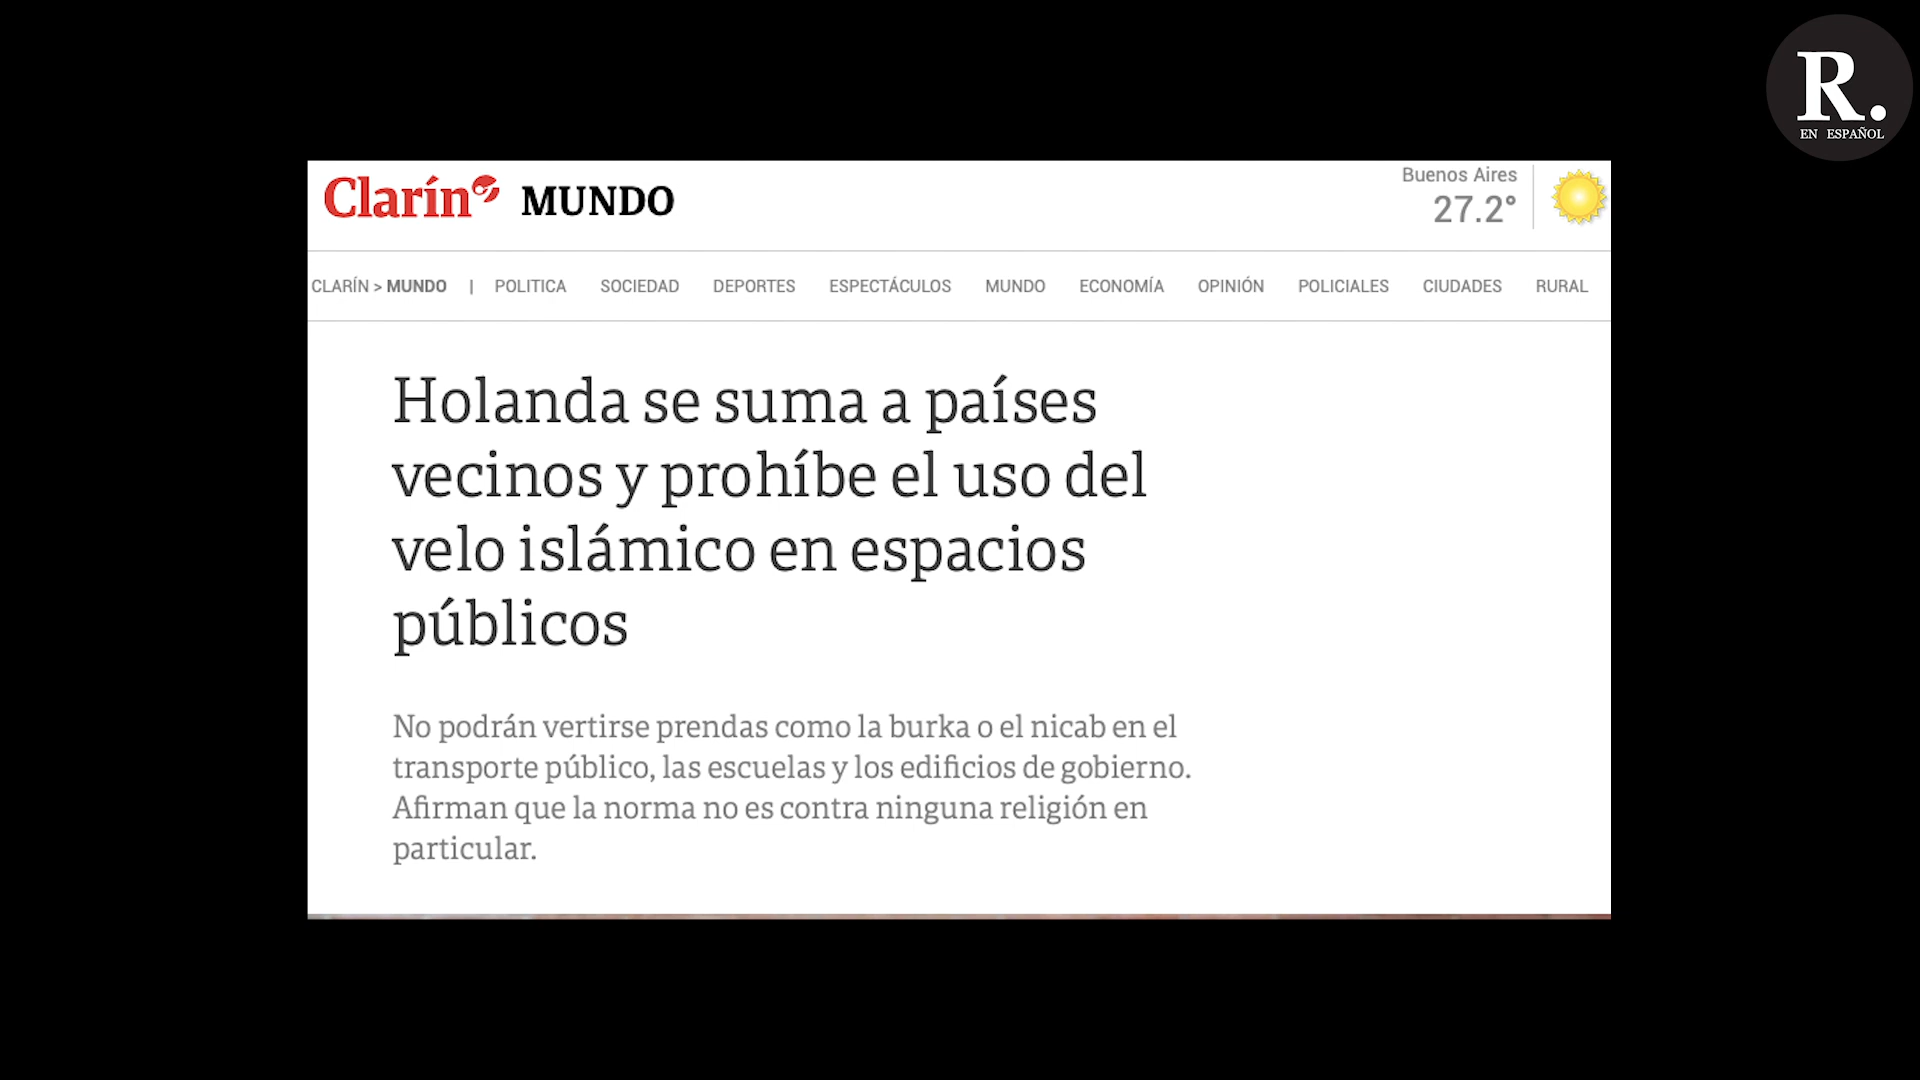 R.
EN ESPAÑOL
Clarín MUNDO
Buenos Aires
27.2°
CLARÍN > MUNDO | POLITICA SOCIEDAD DEPORTES ESPECTÁCULOS MUNDO ECONOMÍA OPINIÓN POLICIALES CIUDADES RURAL
Holanda se suma a países
vecinos y prohíbe el uso del
velo islámico en espacios
públicos
No podrán vertirse prendas como la burka o el nicab en el
transporte público, las escuelas y los edificios de gobierno.
Afirman que la norma no es contra ninguna religión en
particular.